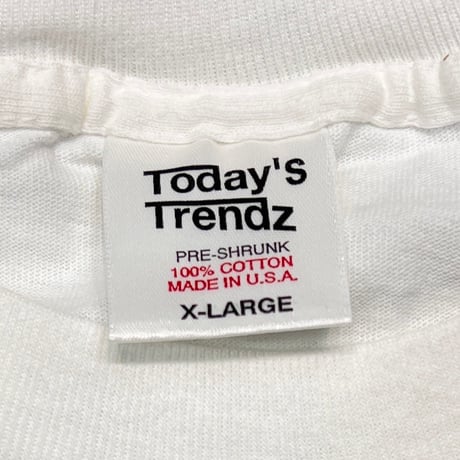 Today's
Trendz
PRE-SHRUNK
100% COTTON
MADE IN U.S.A.
X-LARGE